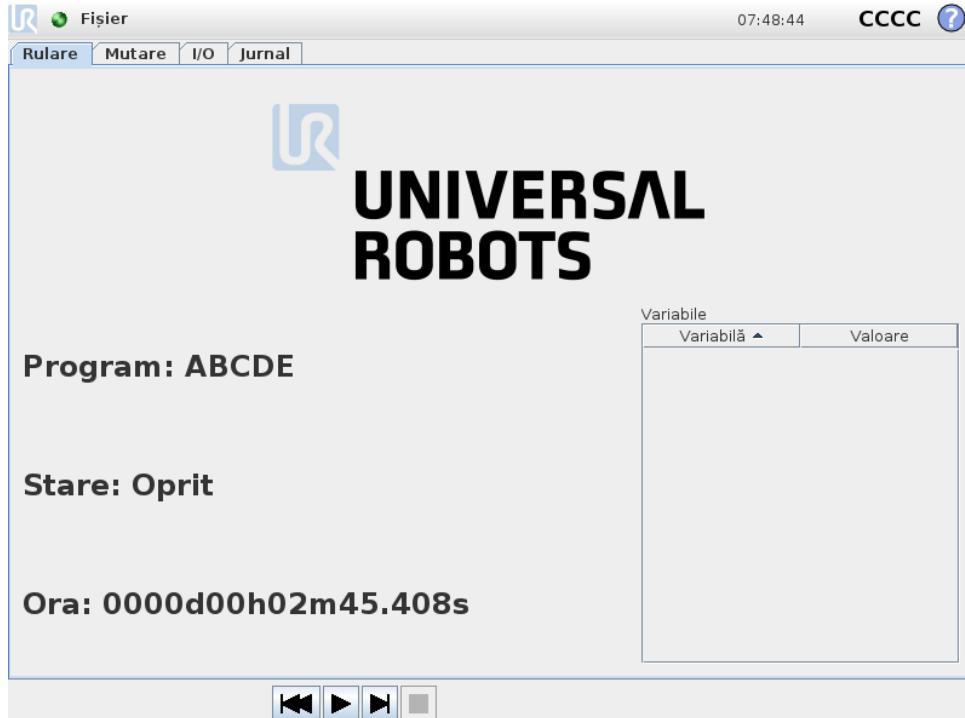 Fișier 07:48:44 CCCC ?
Rulare Mutare I/O Jurnal
UR
UNIVERSAL
ROBOTS
Variabile
Variabilă Valoare
Program: ABCDE
Stare: Oprit
Ora: 0000d00h02m45.408s